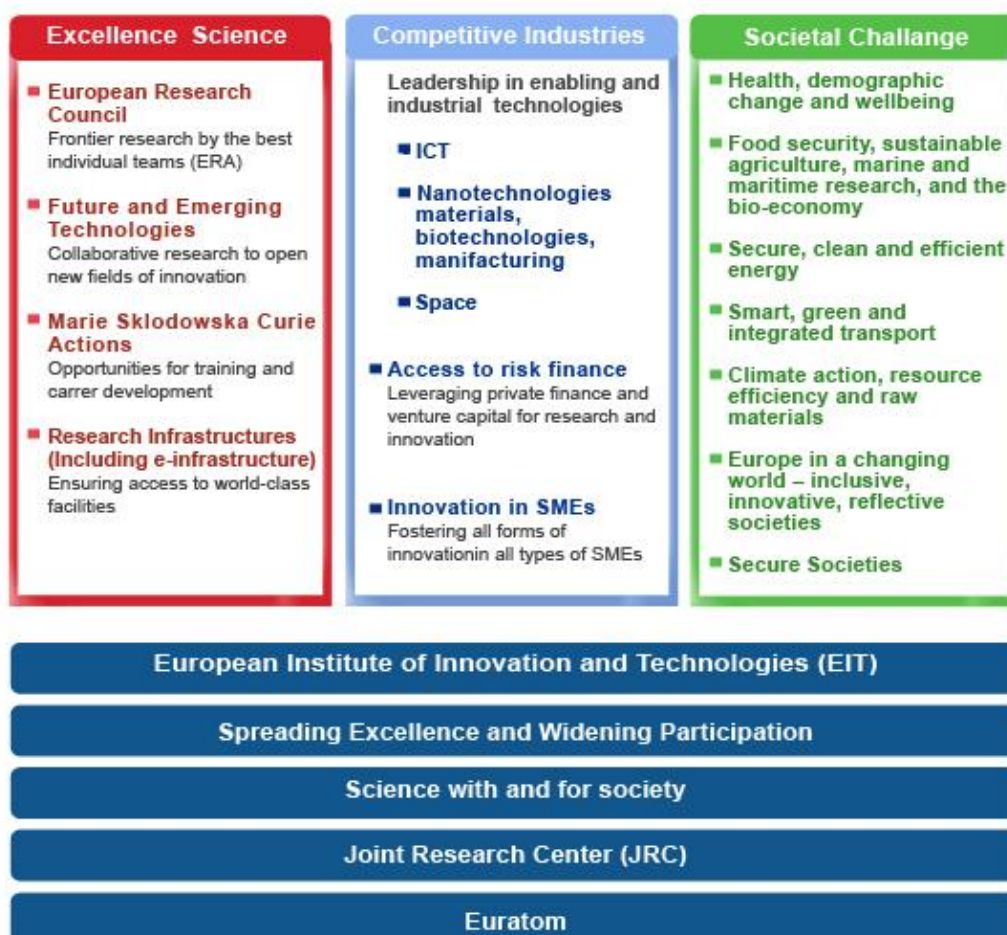 Excellence Science
European Research
Council
Frontier research by the best
individual teams (ERA)
Future and Emerging
Technologies
Collaborative research to open
new fields of innovation
Marie Sklodowska Curie
Actions
Opportunities for training and
carrer development
Research Infrastructures
(Including e-infrastructure)
Ensuring access to world-class
facilities
Competitive Industries
Leadership in enabling and
industrial technologies
ICT
Nanotechnologies
materials,
biotechnologies,
manifacturing
Space
Access to risk finance
Leveraging private finance and
venture capital for research and
innovation
Innovation in SMEs
Fostering all forms of
innovationin all types of SMEs
Societal Challange
Health, demographic
change and wellbeing
Food security, sustainable
agriculture, marine and
maritime research, and the
bio-economy
Secure, clean and efficient
energy
Smart, green and
integrated transport
Climate action, resource
efficiency and raw
materials
Europe in a changing
world – inclusive,
innovative, reflective
societies
Secure Societies
European Institute of Innovation and Technologies (EIT)
Spreading Excellence and Widening Participation
Science with and for society
Joint Research Center (JRC)
Euratom